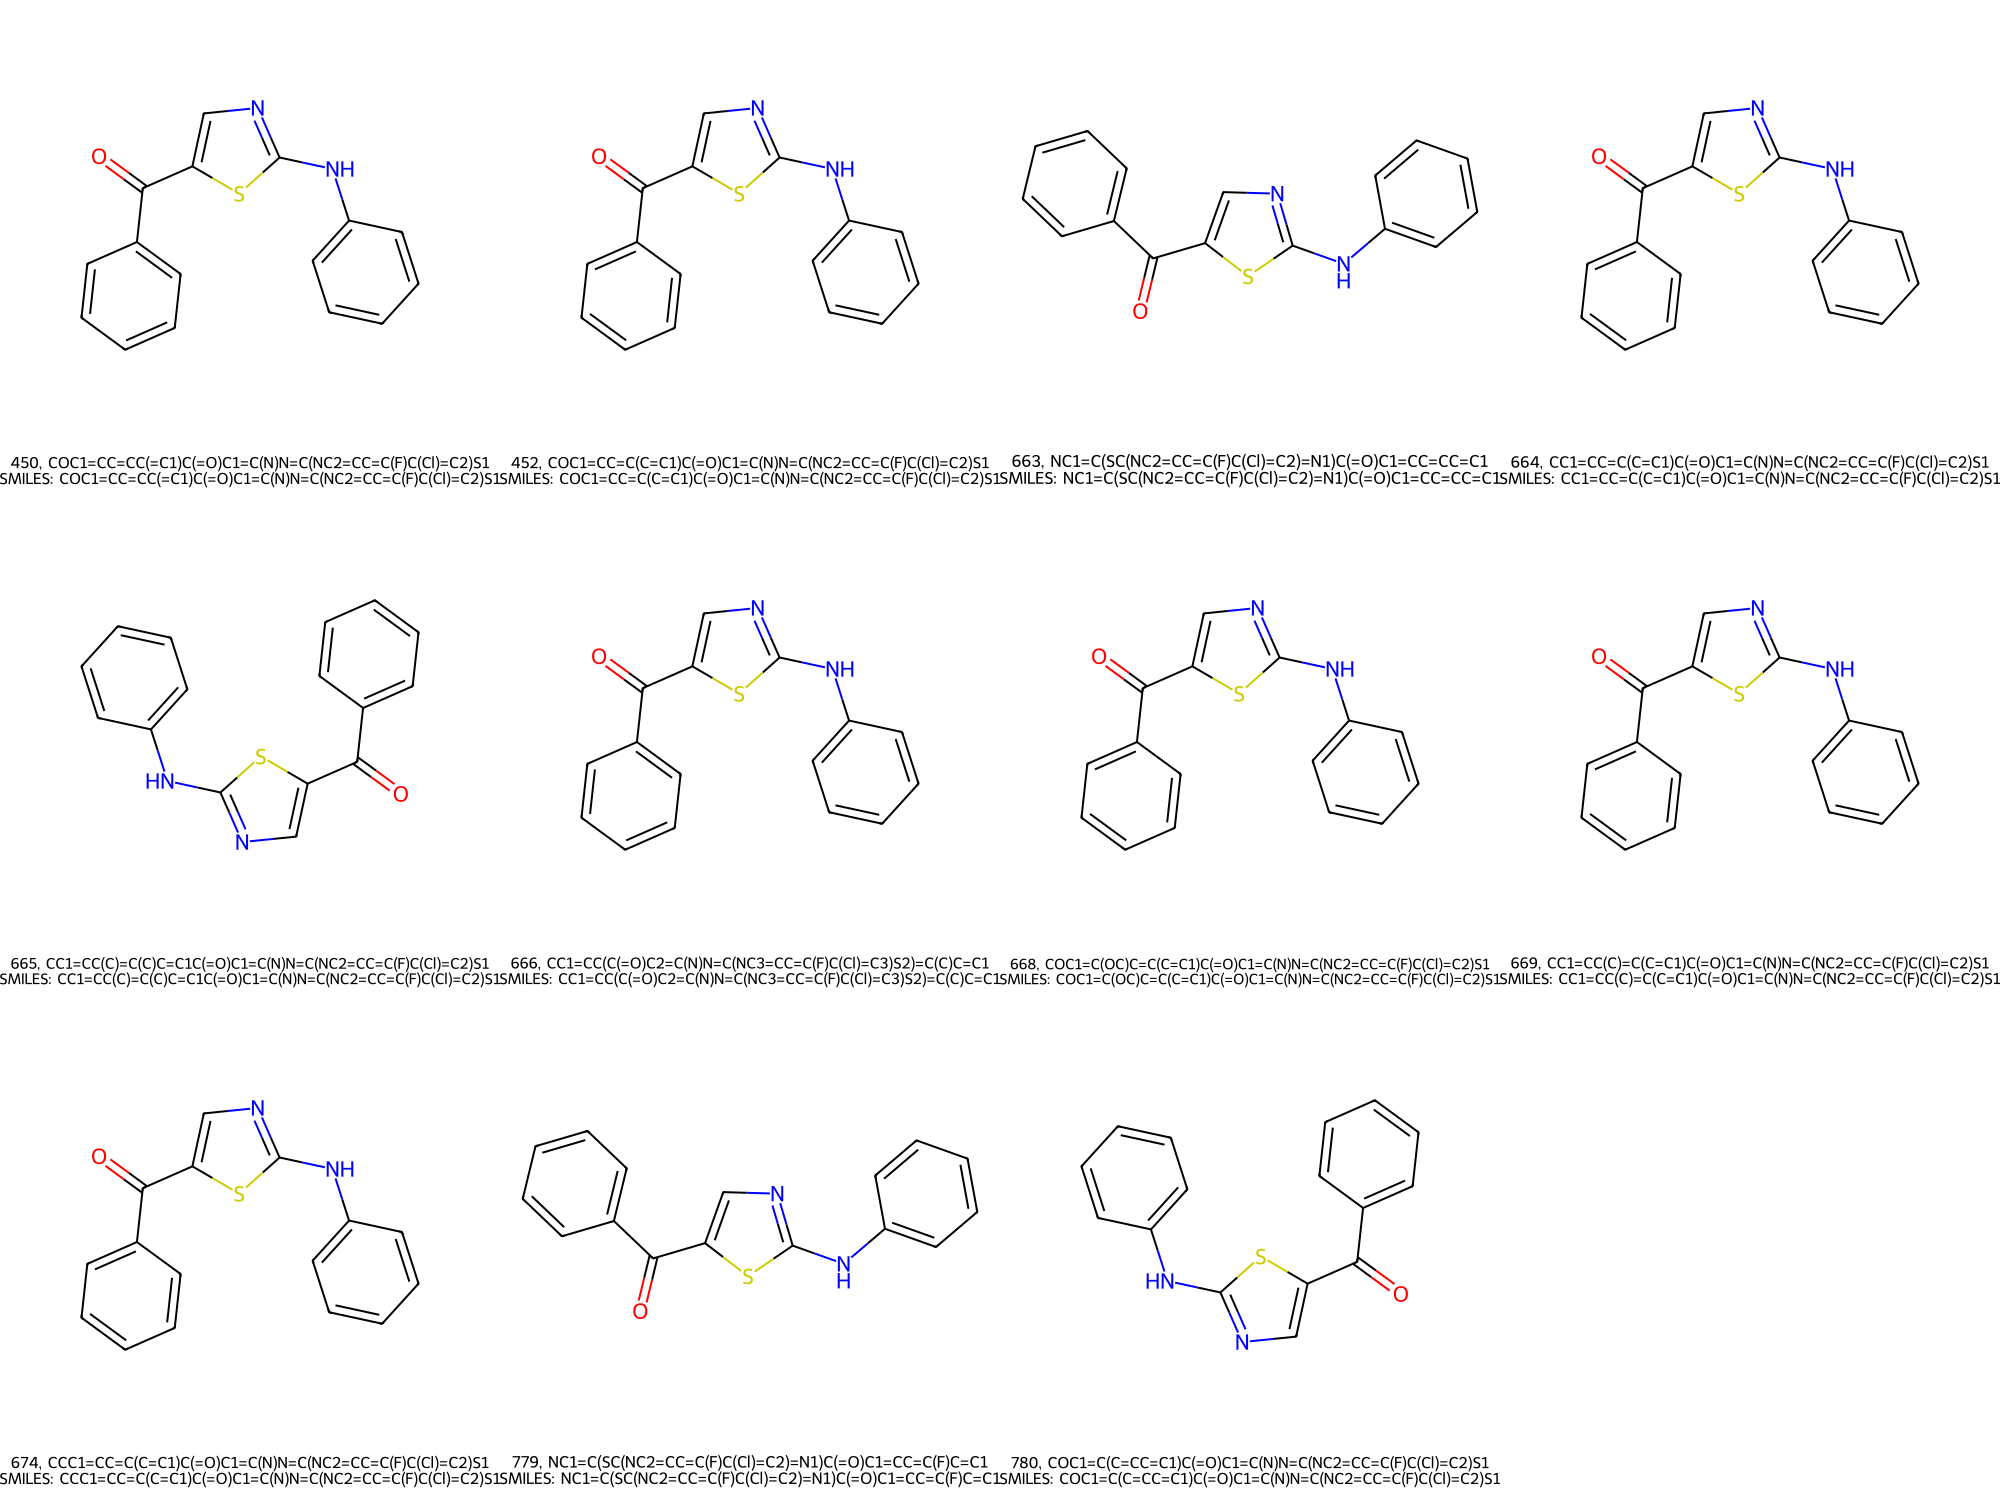 N
O
NH
S
N
O
NH
S
N
S
N
H
O
N
O
NH
S
450, COC1=CC=CC(=C1)C(=O)C1=C(N)N=C(NC2=CC=C(F)C(Cl)=C2)S1
SMILES: COC1=CC=CC(=C1)C(=O)C1=C(N)N=C(NC2=CC=C(F)C(Cl)=C2)S1
452, COC1=CC=C(C=C1)C(=O)C1=C(N)N=C(NC2=CC=C(F)C(Cl)=C2)S1
SMILES: COC1=CC=C(C=C1)C(=O)C1=C(N)N=C(NC2=CC=C(F)C(Cl)=C2)S1
663, NC1=C(SC(NC2=CC=C(F)C(Cl)=C2)=N1)C(=O)C1=CC=CC=C1
SMILES: NC1=C(SC(NC2=CC=C(F)C(Cl)=C2)=N1)C(=O)C1=CC=CC=C1
664, CC1=CC=C(C=C1)C(=O)C1=C(N)N=C(NC2=CC=C(F)C(Cl)=C2)S1
SMILES: CC1=CC=C(C=C1)C(=O)C1=C(N)N=C(NC2=CC=C(F)C(Cl)=C2)S1
S
HN
O
N
N
O
NH
S
N
O
NH
S
N
O
NH
S
665, CC1=CC(C)=C(C)C=C1C(=O)C1=C(N)N=C(NC2=CC=C(F)C(Cl)=C2)S1
SMILES: CC1=CC(C)=C(C)C=C1C(=O)C1=C(N)N=C(NC2=CC=C(F)C(Cl)=C2)S1
666, CC1=CC(C(=O)C2=C(N)N=C(NC3=CC=C(F)C(Cl)=C3)S2)=C(C)C=C1
SMILES: CC1=CC(C(=O)C2=C(N)N=C(NC3=CC=C(F)C(Cl)=C3)S2)=C(C)C=C1
668, COC1=C(OC)C=C(C=C1)C(=O)C1=C(N)N=C(NC2=CC=C(F)C(Cl)=C2)S1
SMILES: COC1=C(OC)C=C(C=C1)C(=O)C1=C(N)N=C(NC2=CC=C(F)C(Cl)=C2)S1
669, CC1=CC(C)=C(C=C1)C(=O)C1=C(N)N=C(NC2=CC=C(F)C(Cl)=C2)S1
SMILES: CC1=CC(C)=C(C=C1)C(=O)C1=C(N)N=C(NC2=CC=C(F)C(Cl)=C2)S1
N
O
NH
S
N
S
N
H
O
S
HN
O
N
674, CCC1=CC=C(C=C1)C(=O)C1=C(N)N=C(NC2=CC=C(F)C(Cl)=C2)S1
SMILES: CCC1=CC=C(C=C1)C(=O)C1=C(N)N=C(NC2=CC=C(F)C(Cl)=C2)S1
779, NC1=C(SC(NC2=CC=C(F)C(Cl)=C2)=N1)C(=O)C1=CC=C(F)C=C1
SMILES: NC1=C(SC(NC2=CC=C(F)C(Cl)=C2)=N1)C(=O)C1=CC=C(F)C=C1
780, COC1=C(C=CC=C1)C(=O)C1=C(N)N=C(NC2=CC=C(F)C(Cl)=C2)S1
SMILES: COC1=C(C=CC=C1)C(=O)C1=C(N)N=C(NC2=CC=C(F)C(Cl)=C2)S1